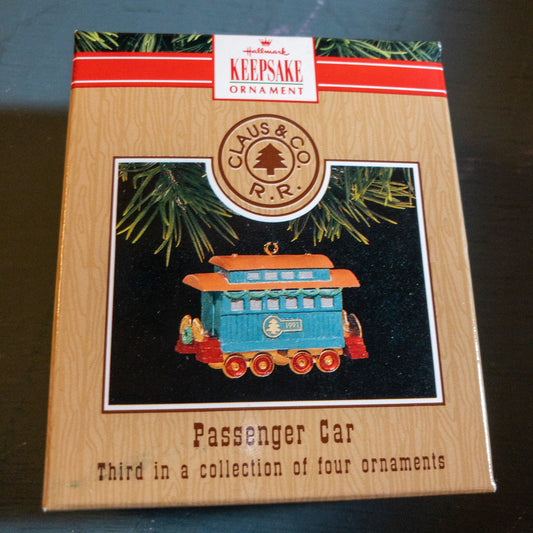 Hallmark
KEEPSAKE
ORNAMENT
CLAUS & CO.
R.R.
1991
Passenger Car
Third in a collection of four ornaments